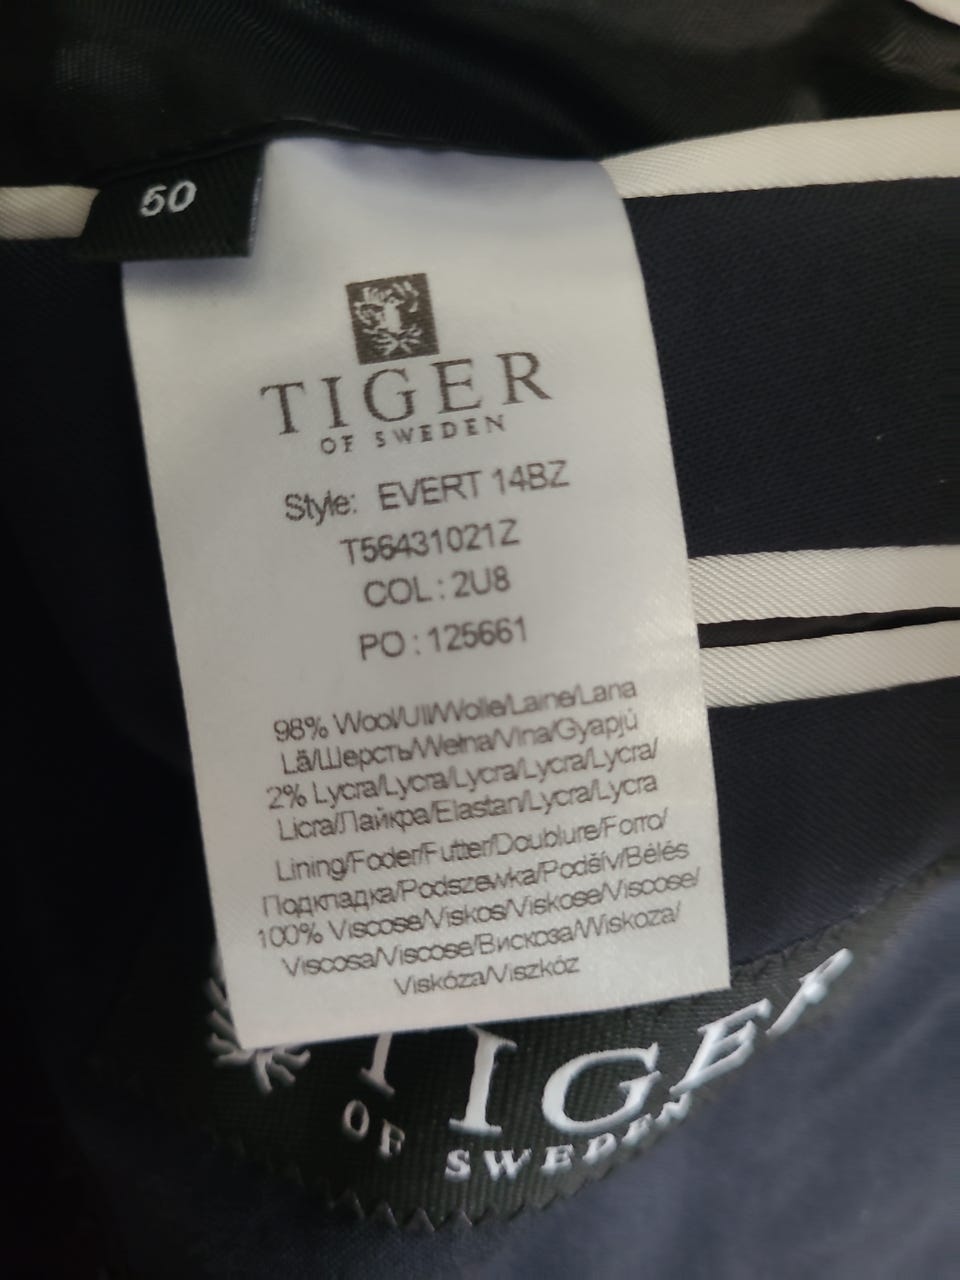 50
TIGER
OF SWEDEN
Style: EVERT 14BZ
T56431021Z
COL : 2U8
PO : 125661
98% Wool/Ull/Wolle/Laine/Lana
Lã/Шерсть/Wełna/Vlna/Gyapjú
2% Lycra/Lycra/Lycra/Lycra/Lycra/
Licra/Лайкра/Elastan/Lycra/Lycra
Lining/Foder/Futter/Doublure/Forro/
Подкладка/Podszewka/Podšív/Bélés
100% Viscose/Viskos/Viskose/Viscose/
Viscosa/Viscose/Вискоза/Wiskoza/
Viskóza/Viszkóz
TIGER
OF SWEDEN